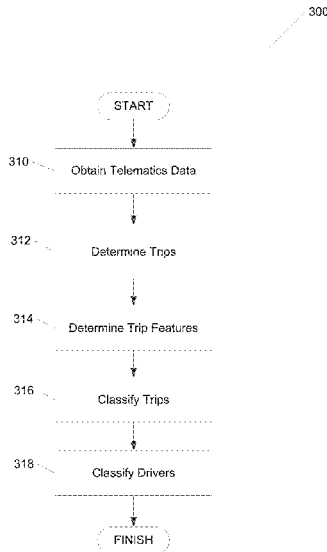 300
START
310
Obtain Telematics Data
312
Determine Trips
314
Determine Trip Features
316
Classify Trips
318
Classify Drivers
FINISH